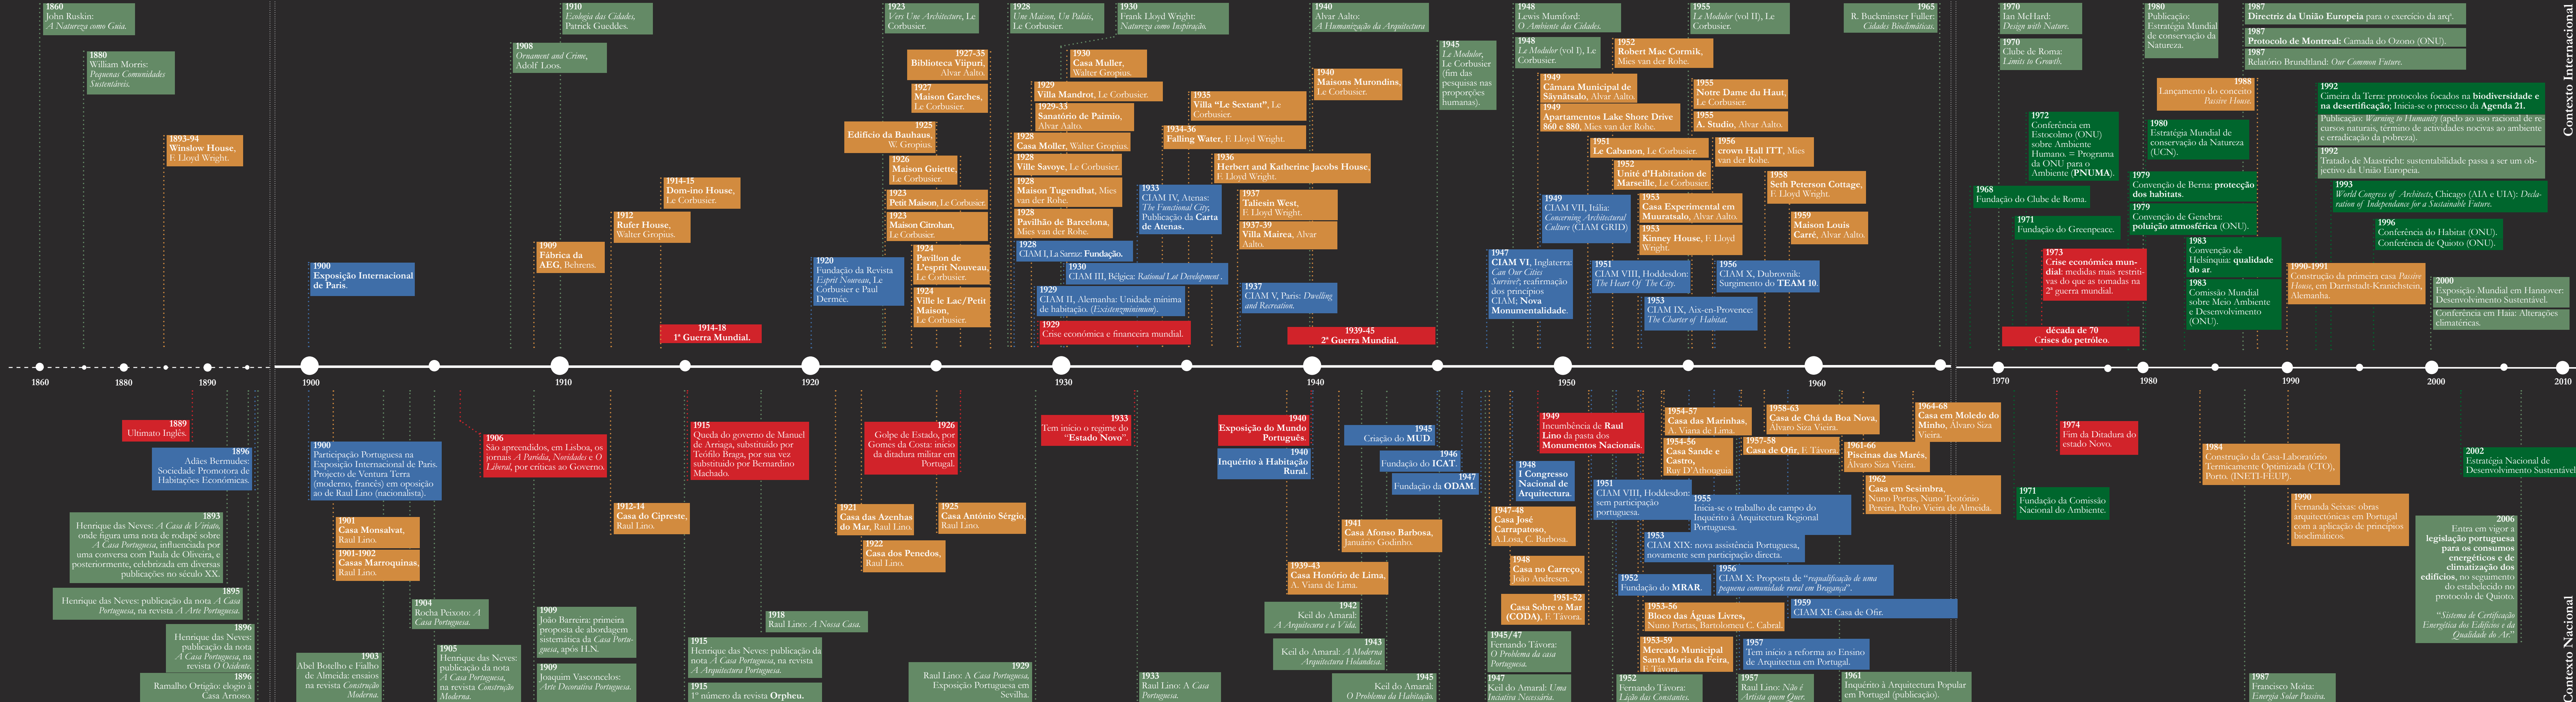 Contexto Internacional
1860
John Ruskin:
A Natureza como Guia.
1880
William Morris:
Pequenas Comunidades
Sustentáveis.
1893-94
Winslow House,
F. Lloyd Wright.
1900
Exposição Internacional
de Paris.
1910
Ecologia das Cidades,
Patrick Gueddes.
1908
Ornament and Crime,
Adolf Loos.
1914-15
Dom-ino House,
Le Corbusier.
1912
Rufer House,
Walter Gropius.
1909
Fábrica da
AEG, Behrens.
1914-18
1ª Guerra Mundial.
1923
Vers Une Architecture, Le
Corbusier.
1927-35
Biblioteca Viipuri,
Alvar Aalto.
1927
Maison Garches,
Le Corbusier.
1925
Edifício da Bauhaus,
W. Gropius.
1926
Maison Guiette,
Le Corbusier.
1923
Petit Maison, Le Corbusier.
1923
Maison Citrohan,
Le Corbusier.
1924
Pavillon de
L'esprit Nouveau,
Le Corbusier.
1924
Ville le Lac/Petit
Maison,
Le Corbusier.
1920
Fundação da Revista
Esprit Nouveau, Le
Corbusier e Paul
Dermée.
1928
Une Maison, Un Palais,
Le Corbusier.
1930
Frank Lloyd Wright:
Natureza como Inspiração.
1930
Casa Muller,
Walter Gropius.
1929
Villa Mandrot, Le Corbusier.
1929-33
Sanatório de Paimio,
Alvar Aalto.
1928
Casa Moller, Walter Gropius.
1928
Ville Savoye, Le Corbusier.
1928
Maison Tugendhat, Mies
van der Rohe.
1928
Pavilhão de Barcelona,
Mies van der Rohe.
1928
CIAM I, La Sarraz: Fundação.
1930
CIAM III, Bélgica: Rational Lot Development .
1929
CIAM II, Alemanha: Unidade mínima
de habitação. (Existenzminimum).
1929
Crise económica e financeira mundial.
1935
Villa “Le Sextant”, Le
Corbusier.
1934-36
Falling Water, F. Lloyd Wright.
1936
Herbert and Katherine Jacobs House,
F. Lloyd Wright.
1933
CIAM IV, Atenas:
The Functional City,
Publicação da Carta
de Atenas.
1937
Taliesin West,
F. Lloyd Wright.
1937-39
Villa Mairea, Alvar
Aalto.
1937
CIAM V, Paris: Dwelling
and Recreation.
1939-45
2ª Guerra Mundial.
1940
Alvar Aalto:
A Humanização da Arquitectura
1940
Maisons Murondins,
Le Corbusier.
1945
Le Modulor,
Le Corbusier
(fim das
pesquisas nas
proporções
humanas).
1948
Lewis Mumford:
O Ambiente das Cidades.
1948
Le Modulor (vol I), Le
Corbusier.
1955
Le Modulor (vol II), Le
Corbusier.
1952
Robert Mac Cormik,
Mies van der Rohe.
1949
Câmara Municipal de
Säynätsalo, Alvar Aalto.
1949
Apartamentos Lake Shore Drive
860 e 880, Mies van der Rohe.
1955
Notre Dame du Haut,
Le Corbusier.
1955
A. Studio, Alvar Aalto.
1951
Le Cabanon, Le Corbusier.
1956
crown Hall ITT, Mies
van der Rohe.
1952
Unité d'Habitation de
Marseille, Le Corbusier.
1958
Seth Peterson Cottage,
F. Lloyd Wright.
1949
CIAM VII, Itália:
Concerning Architectural
Culture (CIAM GRID)
1953
Casa Experimental em
Muuratsalo, Alvar Aalto.
1953
Kinney House, F. Lloyd
Wright.
1959
Maison Louis
Carré, Alvar Aalto.
1947
CIAM VI, Inglaterra:
Can Our Cities
Survive?; reafirmação
dos princípios
CIAM; Nova
Monumentalidade.
1951
CIAM VIII, Hoddesdon:
The Heart Of The City.
1956
CIAM X, Dubrovnik:
Surgimento do TEAM 10.
1953
CIAM IX, Aix-en-Provence:
The Charter of Habitat.
1965
R. Buckminster Fuller:
Cidades Bioclimáticas.
1970
Ian McHard:
Design with Nature.
1970
Clube de Roma:
Limits to Growth.
1972
Conferência em
Estocolmo (ONU)
sobre Ambiente
Humano. = Programa
da ONU para o
Ambiente (PNUMA).
1968
Fundação do Clube de Roma.
1971
Fundação do Greenpeace.
1973
Crise económica mun-
dial: medidas mais restriti-
vas do que as tomadas na
2ª guerra mundial.
década de 70
Crises do petróleo.
1980
Publicação:
Estratégia Mundial
de conservação da
Natureza.
1980
Estratégia Mundial de
conservação da Natureza
(UCN).
1979
Convenção de Berna: protecção
dos habitats.
1979
Convenção de Genebra:
poluição atmosférica (ONU).
1983
Convenção de
Helsínquia: qualidade
do ar.
1983
Comissão Mundial
sobre Meio Ambiente
e Desenvolvimento
(ONU).
1987
Directriz da União Europeia para o exercício da arqª.
1987
Protocolo de Montreal: Camada do Ozono (ONU).
1987
Relatório Brundtland: Our Common Future.
1988
Lançamento do conceito
Passive House.
1992
Cimeira da Terra: protocolos focados na biodiversidade e
na desertificação; Inicia-se o processo da Agenda 21.
Publicação: Warning to Humanity (apelo ao uso racional de re-
cursos naturais, término de actividades nocivas ao ambiente
e erradicação da pobreza).
1992
Tratado de Maastricht: sustentabilidade passa a ser um ob-
jectivo da União Europeia.
1993
World Congress of Architects, Chicago (AIA e UIA): Decla-
ration of Independance for a Sustainable Future.
1996
Conferência do Habitat (ONU).
Conferência de Quioto (ONU).
1990-1991
Construção da primeira casa Passive
House, em Darmstadt-Kranichstein,
Alemanha.
2000
Exposição Mundial em Hannover:
Desenvolvimento Sustentável.
Conferência em Haia: Alterações
climatéricas.
1860
1880
1890
1900
1910
1920
1930
1940
1950
1960
1970
1980
1990
2000
2010
Contexto Nacional
1889
Ultimato Inglês.
1896
Adães Bermudes:
Sociedade Promotora de
Habitações Económicas.
1893
Henrique das Neves: A Casa de Viriato,
onde figura uma nota de rodapé sobre
A Casa Portuguesa, influenciada por
uma conversa com Paula de Oliveira, e
posteriormente, celebrizada em diversas
publicações no século XX.
1895
Henrique das Neves: publicação da nota A Casa
Portuguesa, na revista A Arte Portuguesa.
1896
Henrique das Neves:
publicação da nota
A Casa Portuguesa, na
revista O Ocidente.
1896
Ramalho Ortigão: elogio à
Casa Arnoso.
1900
Participação Portuguesa na
Exposição Internacional de Paris.
Projecto de Ventura Terra
(moderno, francês) em oposição
ao de Raul Lino (nacionalista).
1901
Casa Monsalvat,
Raul Lino.
1901-1902
Casas Marroquinas,
Raul Lino.
1903
Abel Botelho e Fialho
de Almeida: ensaios
na revista Construção
Moderna.
1904
Rocha Peixoto: A
Casa Portuguesa.
1905
Henrique das Neves:
publicação da nota
A Casa Portuguesa,
na revista Construção
Moderna.
1906
São apreendidos, em Lisboa, os
jornais A Paródia, Novidades e O
Liberal, por críticas ao Governo.
1909
João Barreira: primeira
proposta de abordagem
sistemática da Casa Portu-
guesa, após H.N.
1909
Joaquim Vasconcelos:
Arte Decorativa Portuguesa.
1912-14
Casa do Cipreste,
Raul Lino.
1915
Queda do governo de Manuel
de Arriaga, substituído por
Teófilo Braga, por sua vez
substituído por Bernardino
Machado.
1918
Raul Lino: A Nossa Casa.
1915
Henrique das Neves: publicação da
nota A Casa Portuguesa, na revista
A Arquitectura Portuguesa.
1915
1º número da revista Orpheu.
1926
Golpe de Estado, por
Gomes da Costa: início
da ditadura militar em
Portugal.
1921
Casa das Azenhas
do Mar, Raul Lino.
1925
Casa António Sérgio,
Raul Lino.
1922
Casa dos Penedos,
Raul Lino.
1929
Raul Lino: A Casa Portuguesa,
Exposição Portuguesa em
Sevilha.
1933
Tem início o regime do
“Estado Novo”.
1933
Raul Lino: A Casa
Portuguesa.
1940
Exposição do Mundo
Português.
1940
Inquérito à Habitação
Rural.
1945
Criação do MUD.
1946
Fundação do ICAT.
1947
Fundação da ODAM.
1941
Casa Afonso Barbosa,
Januário Godinho.
1939-43
Casa Honório de Lima,
A. Viana de Lima.
1942
Keil do Amaral:
A Arquitectura e a Vida.
1943
Keil do Amaral: A Moderna
Arquitectura Holandesa.
1945
Keil do Amaral:
O Problema da Habitação.
1949
Incumbência de Raul
Lino da pasta dos
Monumentos Nacionais.
1948
I Congresso
Nacional de
Arquitectura.
1947-48
Casa José
Carrapatoso,
A.Losa, C. Barbosa.
1948
Casa no Carreço,
João Andresen.
1951-52
Casa Sobre o Mar
(CODA), F. Távora.
1945/47
Fernando Távora:
O Problema da casa
Portuguesa.
1947
Keil do Amaral: Uma
Iniciativa Necessária.
1954-57
Casa das Marinhas,
A. Viana de Lima.
1954-56
Casa Sande e
Castro,
Ruy D'Athouguia
1958-63
Casa de Chá da Boa Nova,
Álvaro Siza Vieira.
1957-58
Casa de Ofir, F. Távora.
1961-66
Piscinas das Marés,
Álvaro Siza Vieira.
1964-68
Casa em Moledo do
Minho, Álvaro Siza
Vieira.
1962
Casa em Sesimbra,
Nuno Portas, Nuno Teotónio
Pereira, Pedro Vieira de Almeida.
1951
CIAM VIII, Hoddesdon:
sem participação
portuguesa.
1955
Inicia-se o trabalho de campo do
Inquérito à Arquitectura Regional
Portuguesa.
1953
CIAM XIX: nova assistência Portuguesa,
novamente sem participação directa.
1952
Fundação do MRAR.
1956
CIAM X: Proposta de “requalificação de uma
pequena comunidade rural em Bragança”.
1959
CIAM XI: Casa de Ofir.
1953-56
Bloco das Águas Livres,
Nuno Portas, Bartolomeu C. Cabral.
1953-59
Mercado Municipal
Santa Maria da Feira,
F. Távora.
1957
Tem início a reforma ao Ensino
de Arquitectua em Portugal.
1952
Fernando Távora:
Lição das Constantes.
1957
Raul Lino: Não é
Artista quem Quer.
1961
Inquérito à Arquitectura Popular
em Portugal (publicação).
1974
Fim da Ditadura do
estado Novo.
1971
Fundação da Comissão
Nacional do Ambiente.
1984
Construção da Casa-Laboratório
Termicamente Optimizada (CTO),
Porto. (INETI-FEUP).
1990
Fernanda Seixas: obras
arquitectónicas em Portugal
com a aplicação de princípios
bioclimáticos.
1987
Francisco Moita:
Energia Solar Passiva.
2002
Estratégia Nacional de
Desenvolvimento Sustentável
2006
Entra em vigor a
legislação portuguesa
para os consumos
energéticos e de
climatização dos
edifícios, no seguimento
do estabelecido no
protocolo de Quioto.
“Sistema de Certificação
Energética dos Edifícios e da
Qualidade do Ar.”